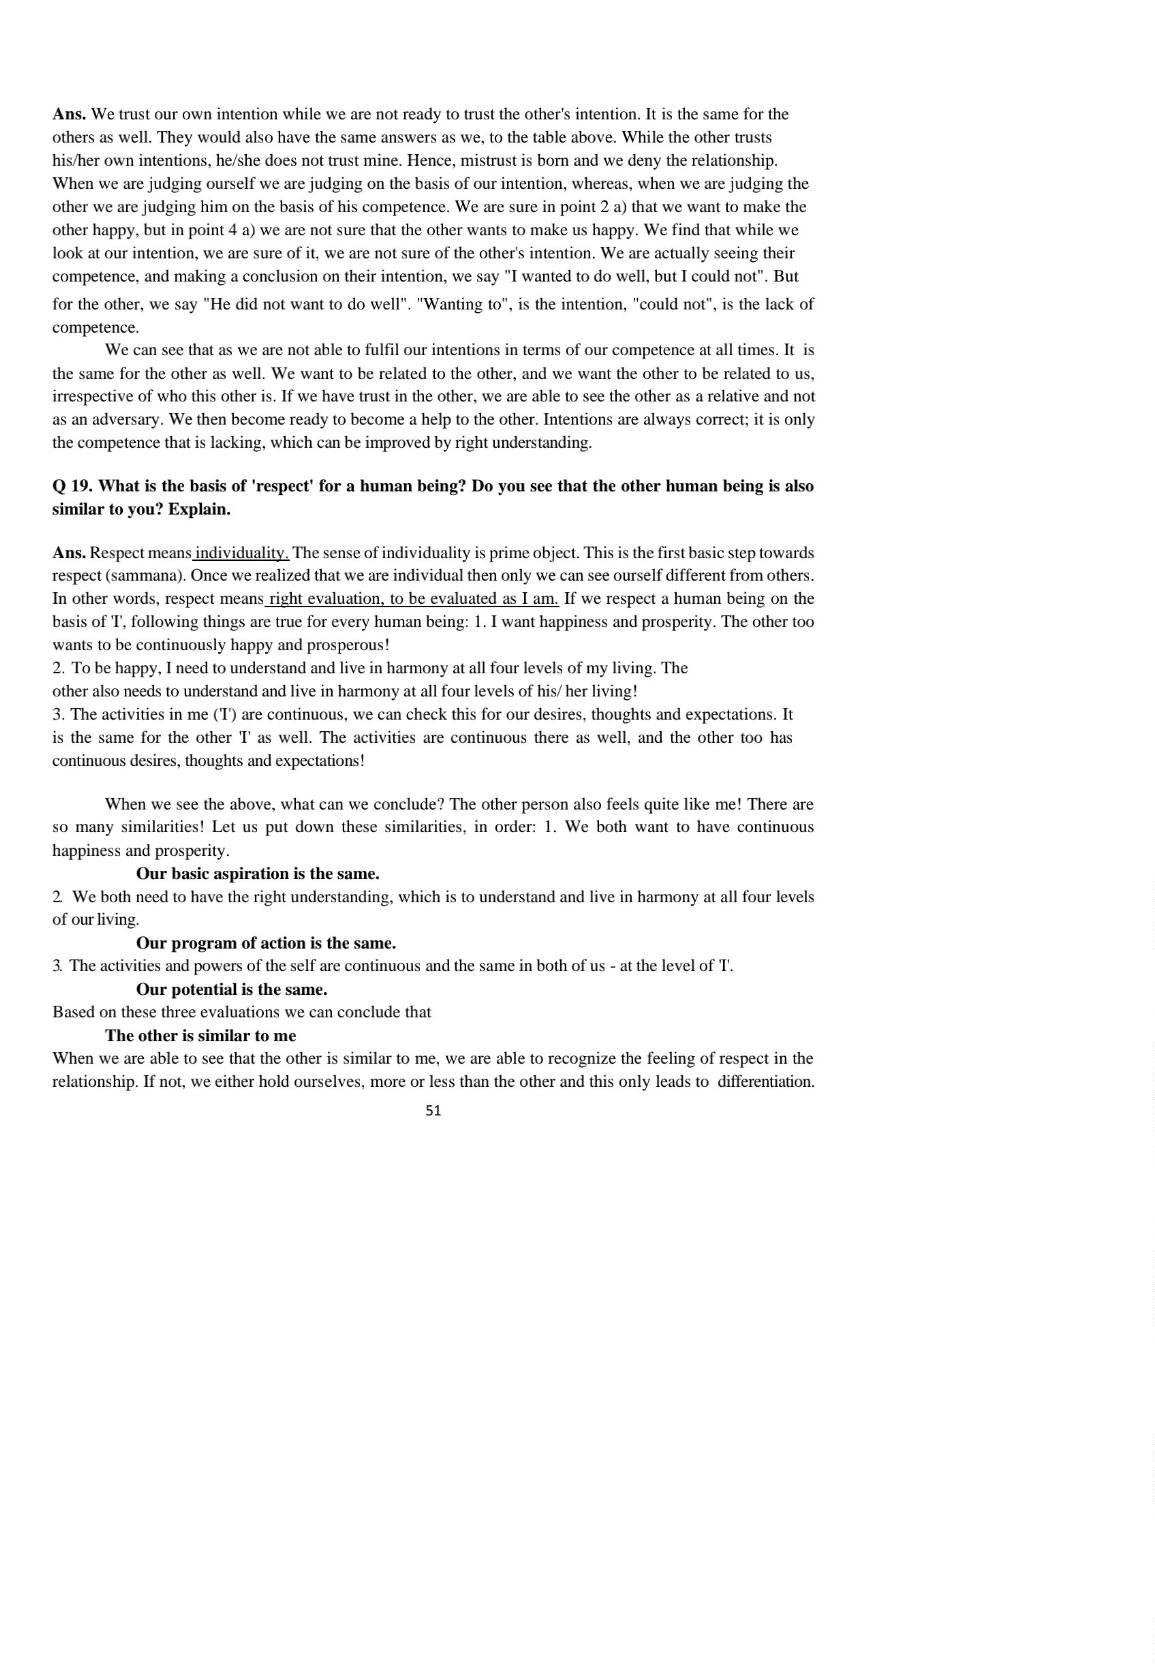 Ans. We trust our own intention while we are not ready to trust the other's intention. It is the same for the
others as well. They would also have the same answers as we, to the table above. While the other trusts
his/her own intentions, he/she does not trust mine. Hence, mistrust is born and we deny the relationship.
When we are judging ourself we are judging on the basis of our intention, whereas, when we are judging the
other we are judging him on the basis of his competence. We are sure in point 2 a) that we want to make the
other happy, but in point 4 a) we are not sure that the other wants to make us happy. We find that while we
look at our intention, we are sure of it, we are not sure of the other's intention. We are actually seeing their
competence, and making a conclusion on their intention, we say "I wanted to do well, but I could not". But
for the other, we say "He did not want to do well". "Wanting to", is the intention, "could not", is the lack of
competence.
We can see that as we are not able to fulfil our intentions in terms of our competence at all times. It is
the same for the other as well. We want to be related to the other, and we want the other to be related to us,
irrespective of who this other is. If we have trust in the other, we are able to see the other as a relative and not
as an adversary. We then become ready to become a help to the other. Intentions are always correct; it is only
the competence that is lacking, which can be improved by right understanding.
Q 19. What is the basis of 'respect' for a human being? Do you see that the other human being is also
similar to you? Explain.
Ans. Respect means individuality. The sense of individuality is prime object. This is the first basic step towards
respect (sammana). Once we realized that we are individual then only we can see ourself different from others.
In other words, respect means right evaluation, to be evaluated as I am. If we respect a human being on the
basis of 'I', following things are true for every human being: 1. I want happiness and prosperity. The other too
wants to be continuously happy and prosperous!
2. To be happy, I need to understand and live in harmony at all four levels of my living. The
other also needs to understand and live in harmony at all four levels of his/ her living!
3. The activities in me ('I') are continuous, we can check this for our desires, thoughts and expectations. It
is the same for the other 'I' as well. The activities are continuous there as well, and the other too has
continuous desires, thoughts and expectations!
When we see the above, what can we conclude? The other person also feels quite like me! There are
so many similarities! Let us put down these similarities, in order: 1. We both want to have continuous
happiness and prosperity.
Our basic aspiration is the same.
2. We both need to have the right understanding, which is to understand and live in harmony at all four levels
of our living.
Our program of action is the same.
3. The activities and powers of the self are continuous and the same in both of us - at the level of 'I'.
Our potential is the same.
Based on these three evaluations we can conclude that
The other is similar to me
When we are able to see that the other is similar to me, we are able to recognize the feeling of respect in the
relationship. If not, we either hold ourselves, more or less than the other and this only leads to differentiation.
51